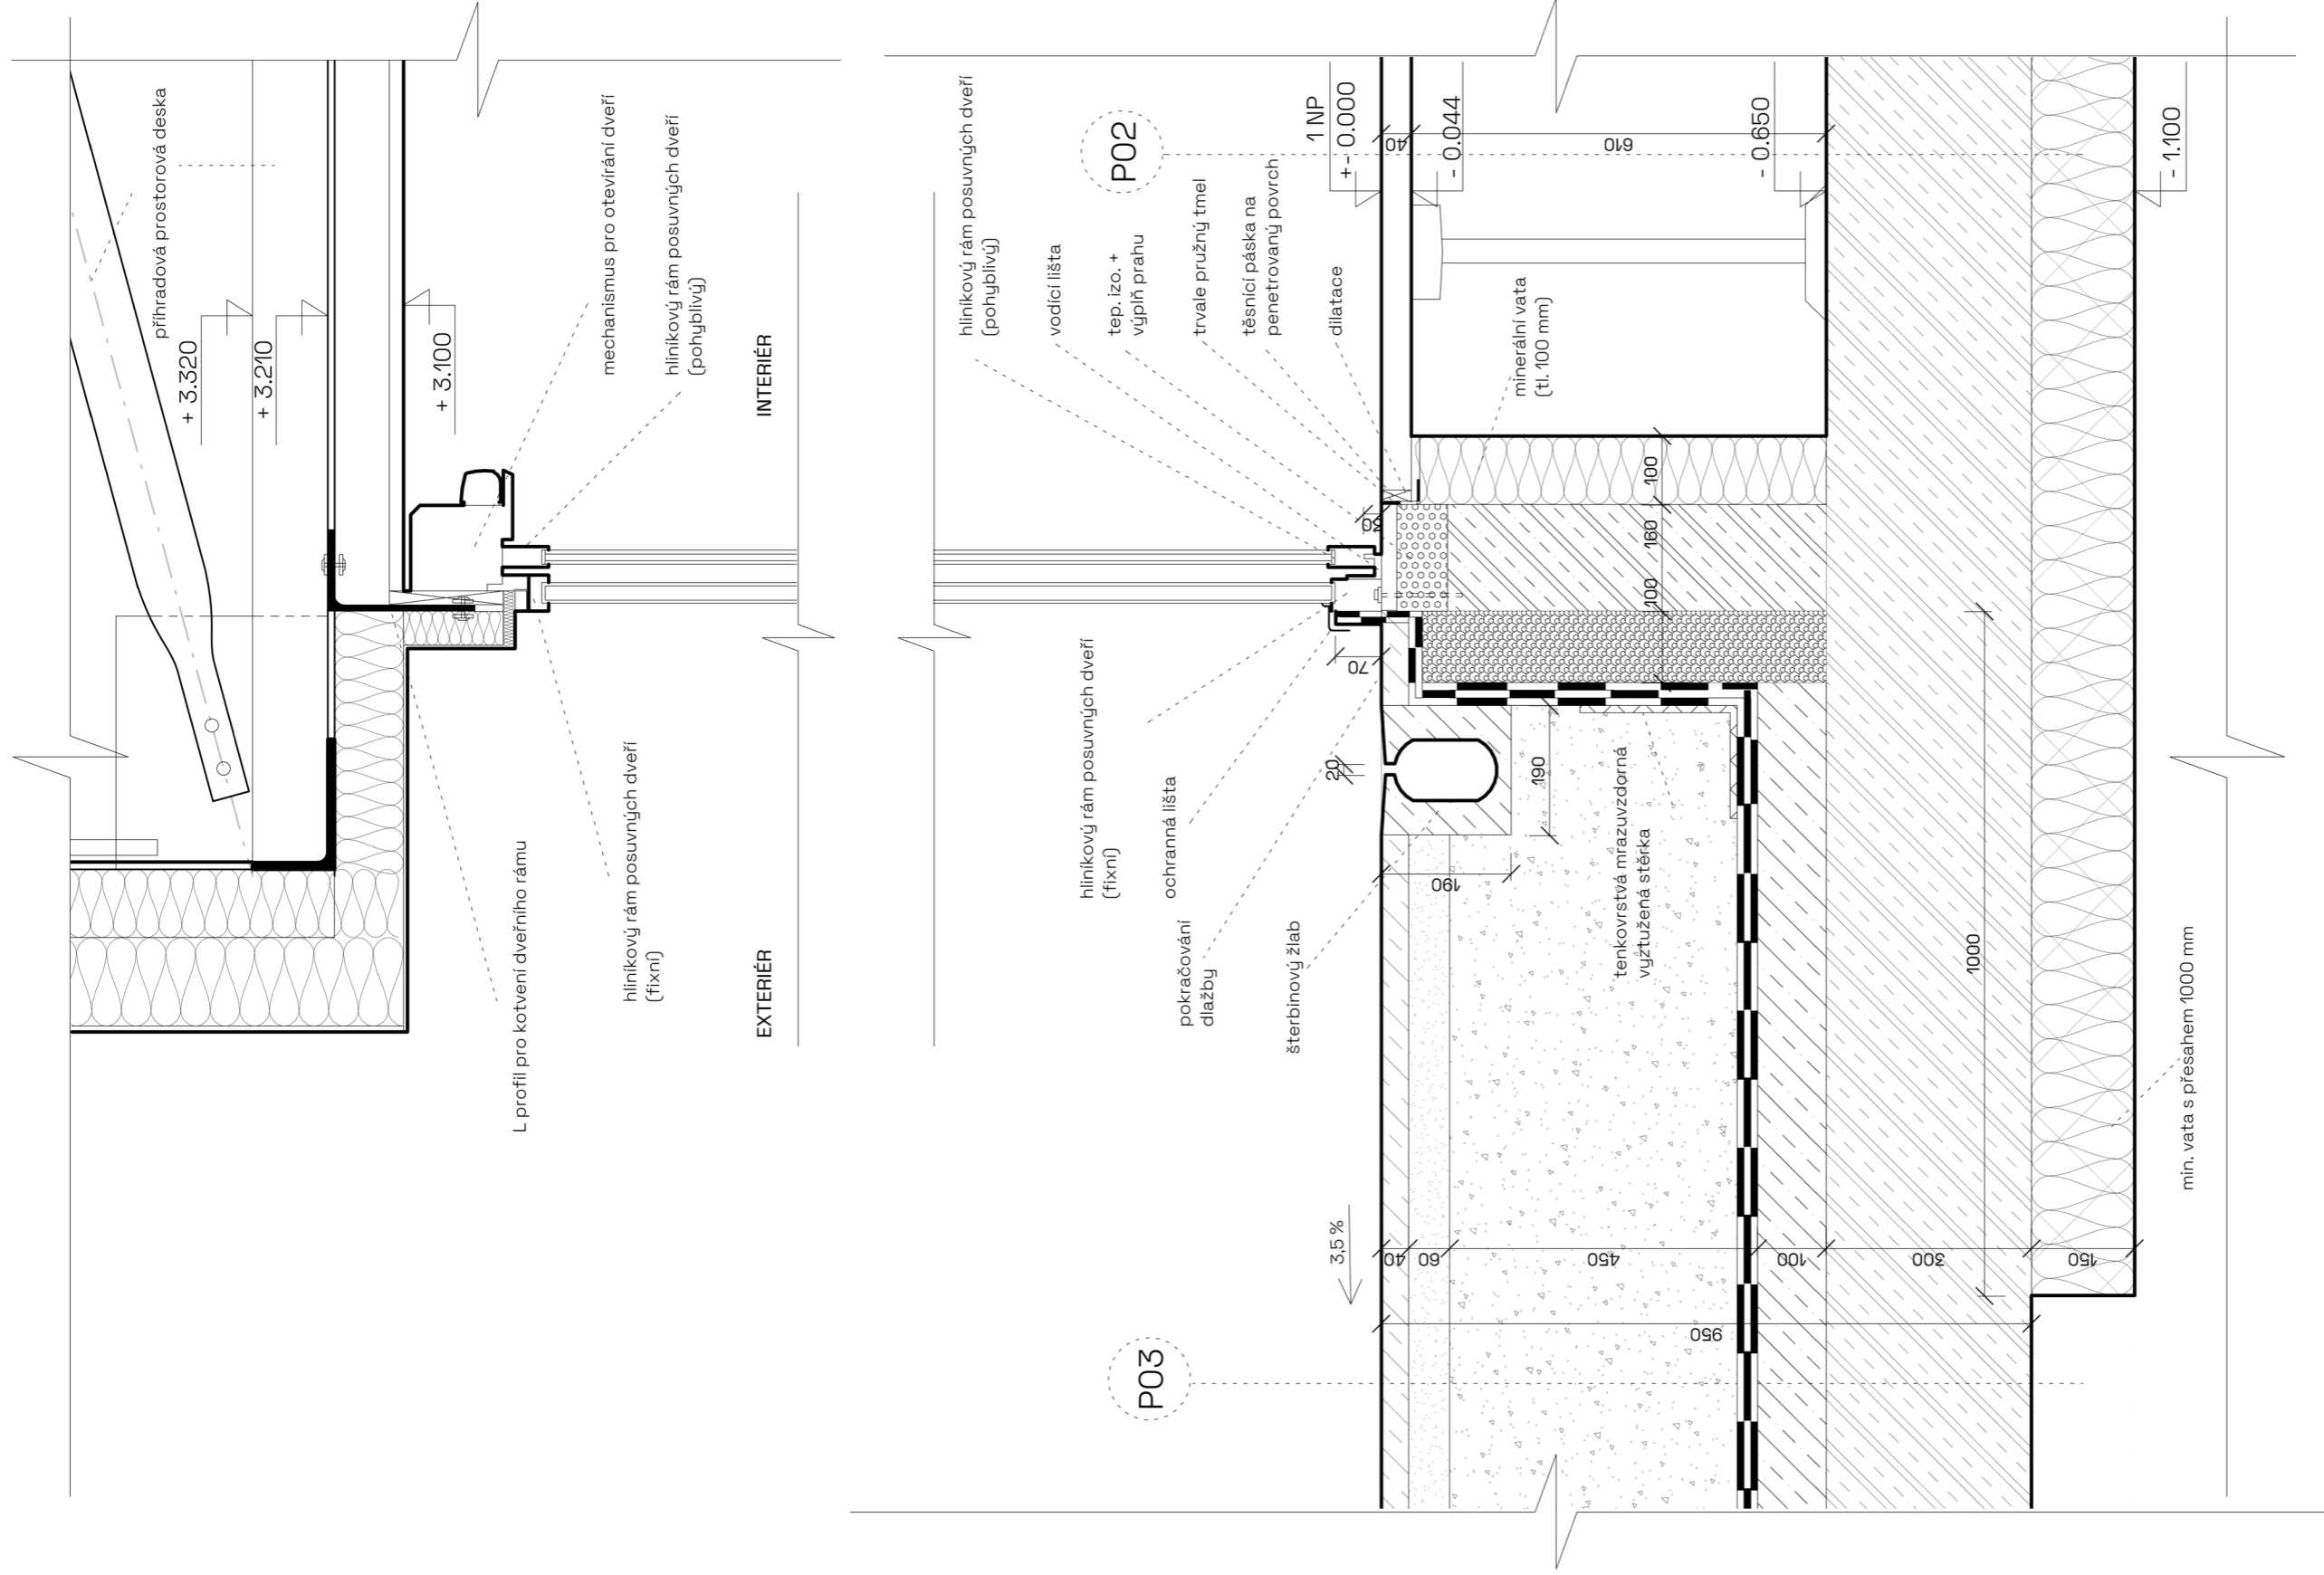 příhradová prostorová deska
+ 3.320
+ 3.210
+ 3.100
mechanismus pro otevírání dveří
hliníkový rám posuvných dveří
(pohyblivý)
INTERIÉR
L profil pro kotvení dveřního rámu
hliníkový rám posuvných dveří
(fixní)
EXTERIÉR
hliníkový rám posuvných dveří
(pohyblivý)
vodící lišta
tep. izo. +
výplň prahu
trvale pružný tmel
těsnící páska na
penetrovaný povrch
dilatace
minerální vata
(tl. 100 mm)
P02
1 NP
+- 0.000
- 0.044
- 0.650
- 1.100
40
610
30
100
160
100
70
20
190
190
hliníkový rám posuvných dveří
(fixní)
ochranná lišta
pokračování
dlažby
šterbinový žlab
tenkovrstvá mrazuvzdorná
vyztužená stěrka
1000
min. vata s přesahem 1000 mm
3,5 %
40
60
450
100
300
150
950
P03